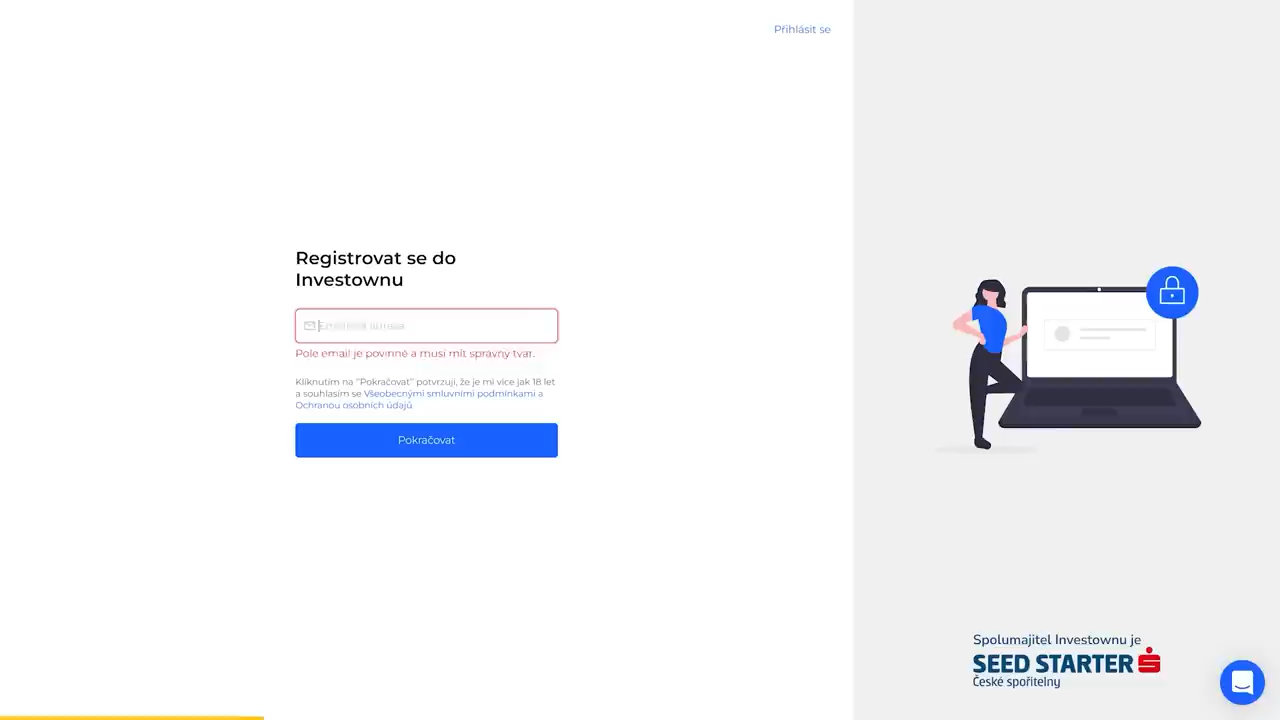 Přihlásit se
Registrovat se do
Investownu
Pole email je povinné a musí mít správný tvar.
Kliknutím na "Pokračovat" potvrzuji, že je mi více jak 18 let
a souhlasím se Všeobecnými smluvními podmínkami a
Ochranou osobních údajů
Pokračovat
Spolumajitel Investownu je
SEED STARTER
České spořitelny